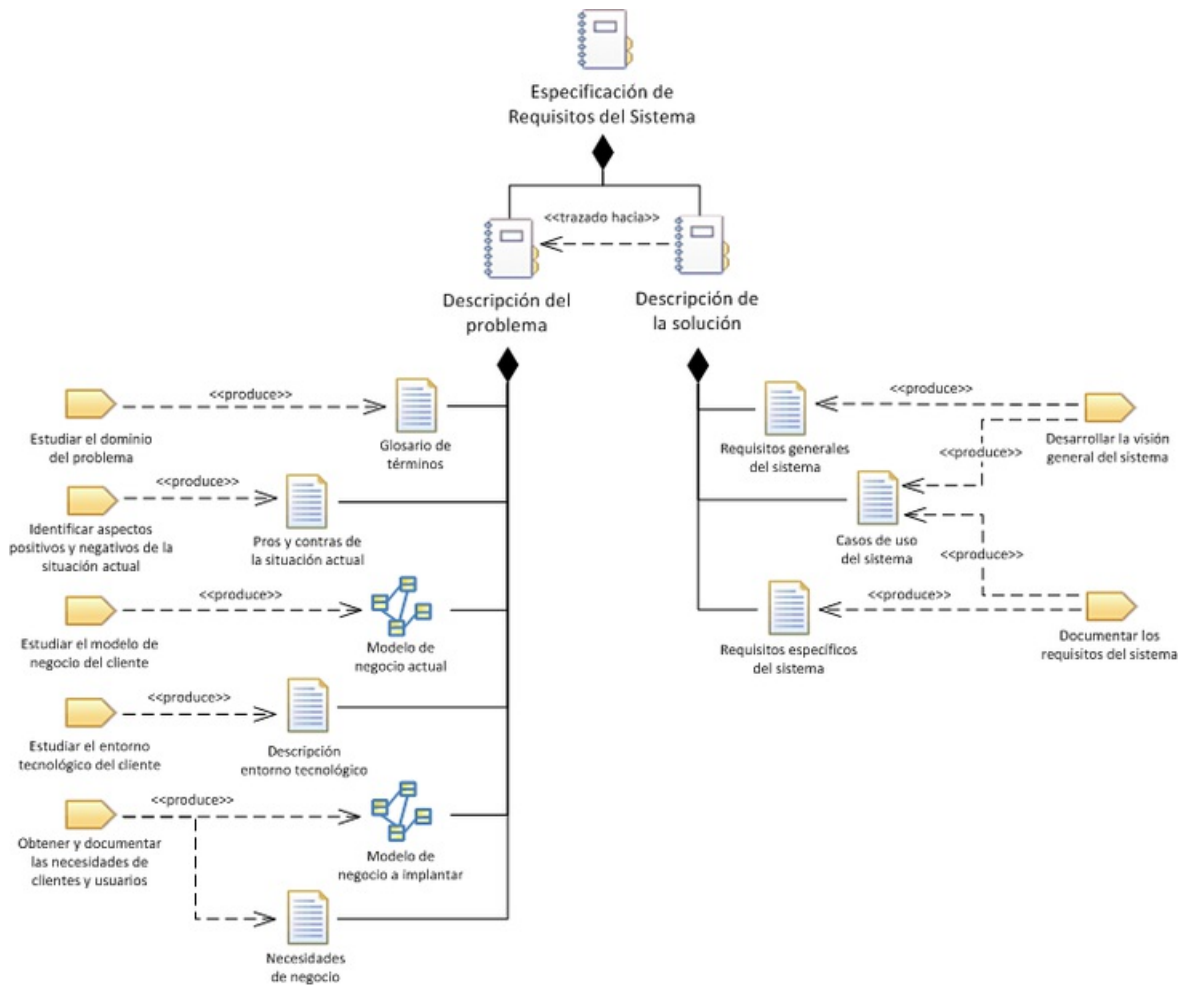 Especificación de
Requisitos del Sistema
<<trazado hacia>>
Descripción del
problema
Descripción de
la solución
<<produce>>
Estudiar el dominio
del problema
Glosario de
términos
<<produce>>
Identificar aspectos
positivos y negativos de la
situación actual
Pros y contras de
la situación actual
<<produce>>
Estudiar el modelo de
negocio del cliente
Modelo de
negocio actual
<<produce>>
Estudiar el entorno
tecnológico del cliente
Descripción
entorno tecnológico
<<produce>>
Obtener y documentar
las necesidades de
clientes y usuarios
Modelo de
negocio a implantar
Necesidades
de negocio
<<produce>>
Requisitos generales
del sistema
Desarrollar la visión
general del sistema
<<produce>>
Casos de uso
del sistema
<<produce>>
<<produce>>
Requisitos específicos
del sistema
Documentar los
requisitos del sistema